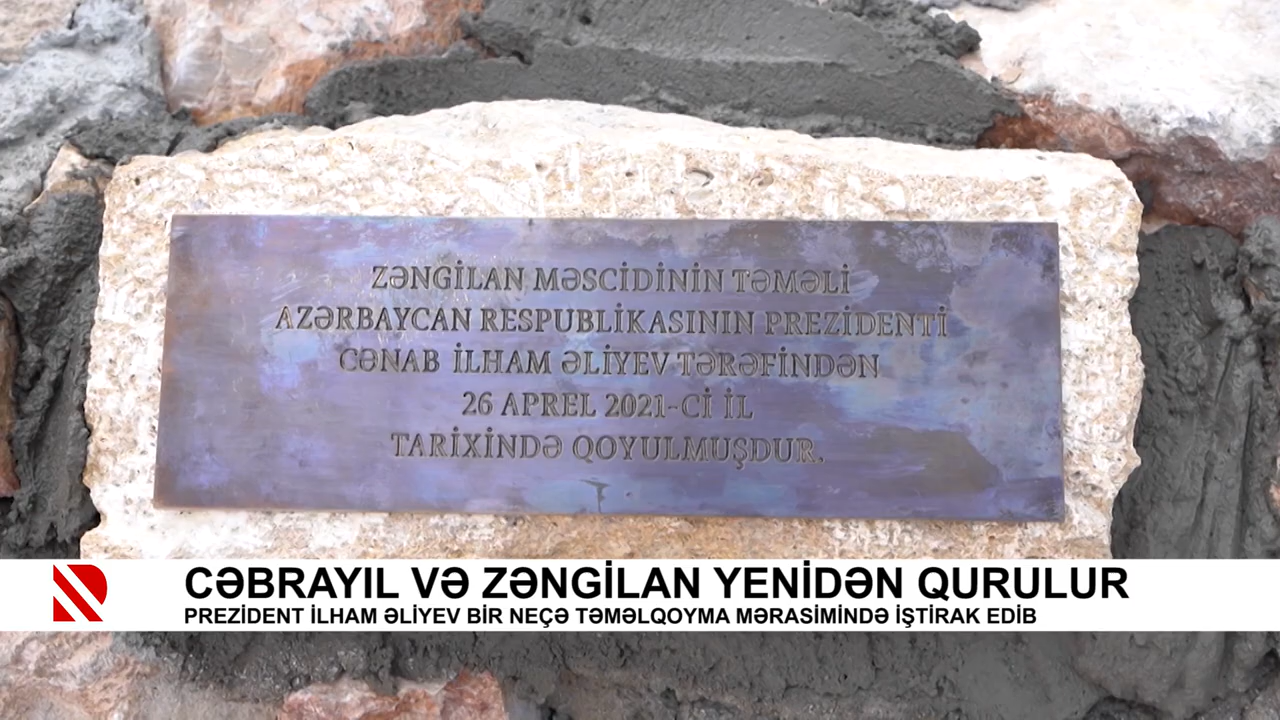 ZƏNGİLAN MƏSCİDİNİN TƏMƏLİ
AZƏRBAYCAN RESPUBLİKASININ PREZİDENTİ
CƏNAB İLHAM ƏLİYEV TƏRƏFİNDƏN
26 APREL 2021-Cİ İL
TARİXİNDƏ QOYULMUŞDUR.
CƏBRAYIL VƏ ZƏNGİLAN YENİDƏN QURULUR
PREZİDENT İLHAM ƏLİYEV BİR NEÇƏ TƏMƏLQOYMA MƏRASİMİNDƏ İŞTİRAK EDİB